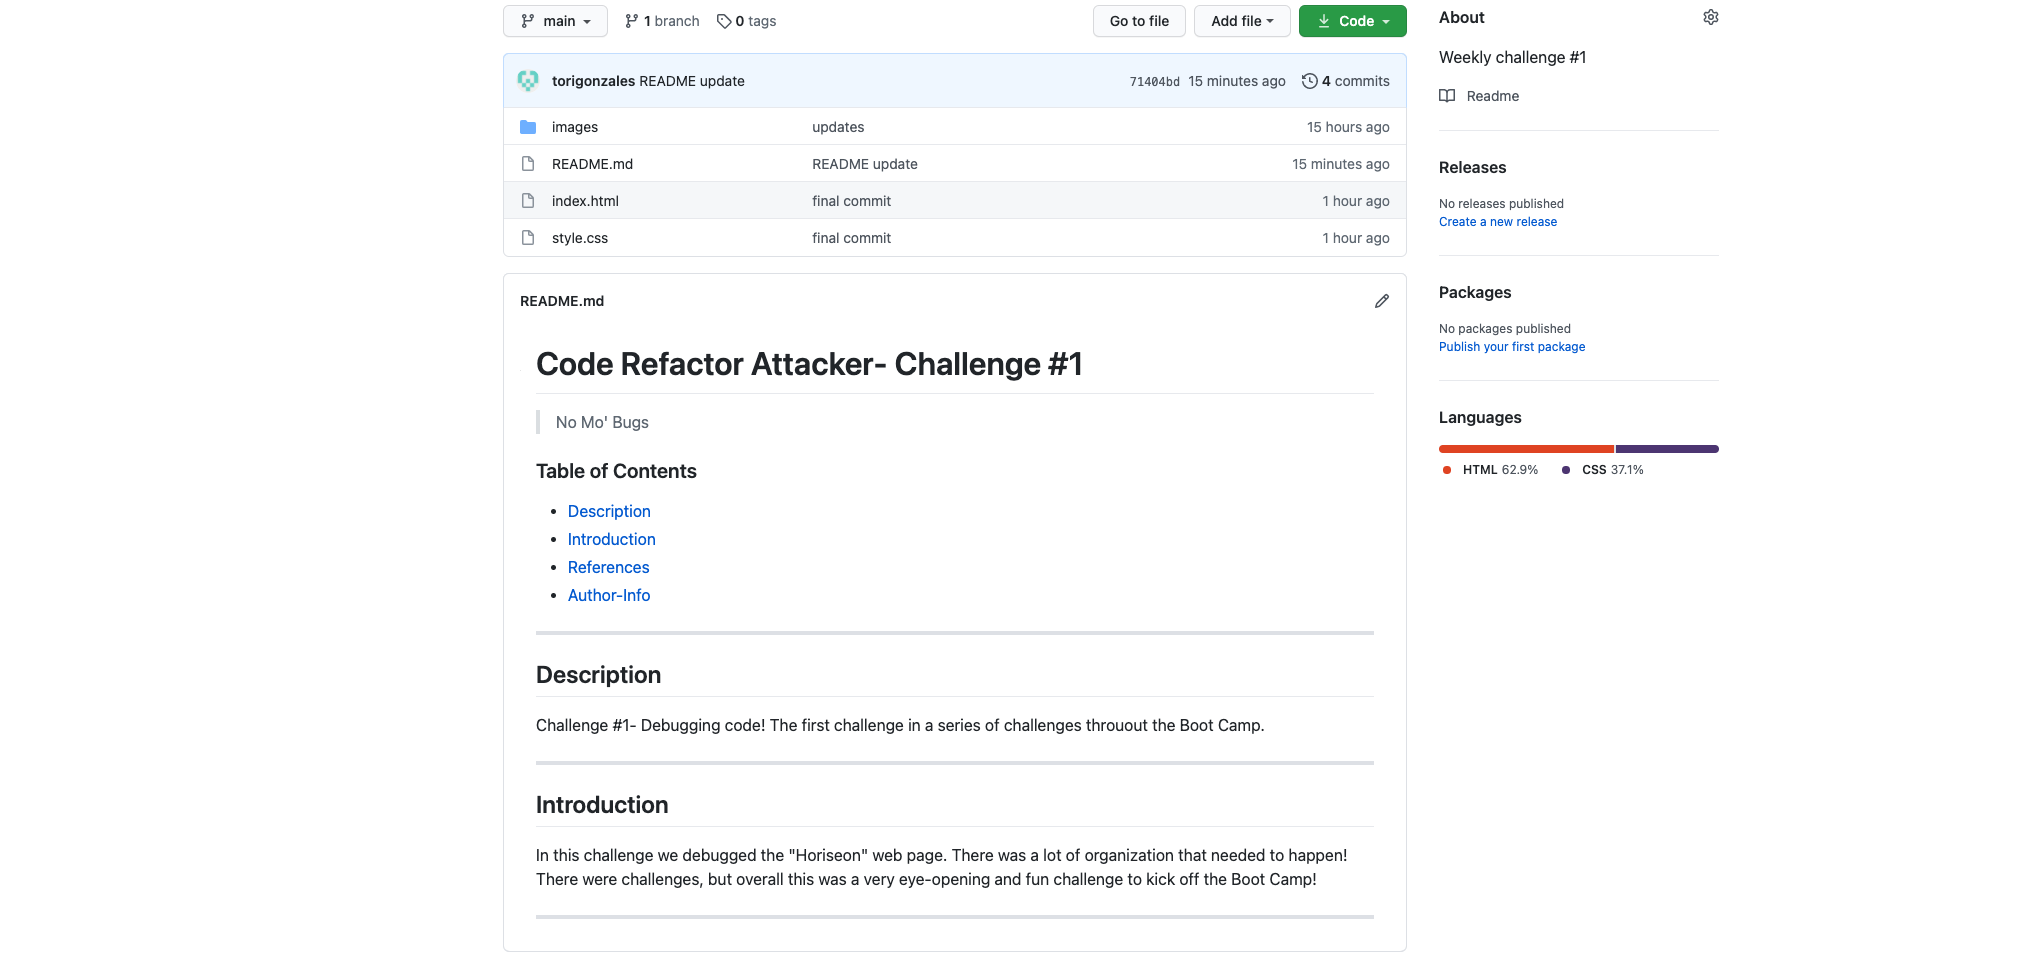 main
1 branch
0 tags
Go to file
Add file
Code
torigonzales README update
71404bd 15 minutes ago
4 commits
images updates 15 hours ago
README.md README update 15 minutes ago
index.html final commit 1 hour ago
style.css final commit 1 hour ago
README.md
Code Refactor Attacker- Challenge #1
No Mo' Bugs
Table of Contents
Description
Introduction
References
Author-Info
Description
Challenge #1- Debugging code! The first challenge in a series of challenges throuout the Boot Camp.
Introduction
In this challenge we debugged the "Horiseon" web page. There was a lot of organization that needed to happen!
There were challenges, but overall this was a very eye-opening and fun challenge to kick off the Boot Camp!
About
Weekly challenge #1
Readme
Releases
No releases published
Create a new release
Packages
No packages published
Publish your first package
Languages
HTML 62.9% CSS 37.1%